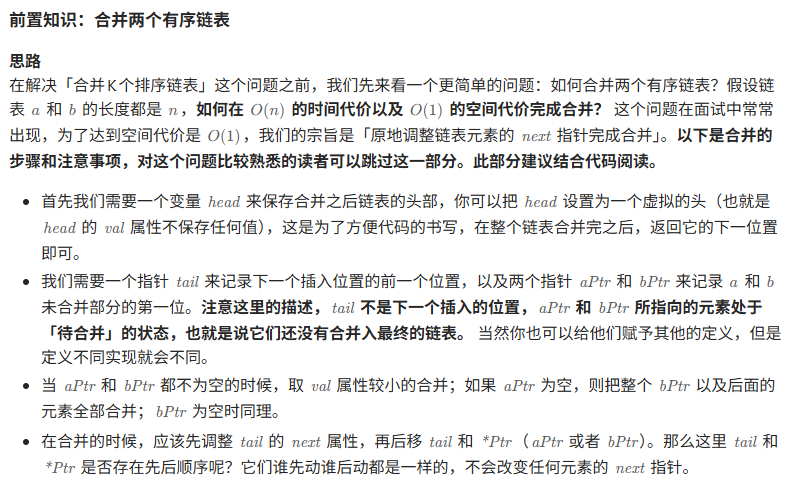 前置知识：合并两个有序链表
思路
在解决「合并K个排序链表」这个问题之前，我们先来看一个更简单的问题：如何合并两个有序链表？假设链
表 a 和 b 的长度都是 n，如何在 O(n) 的时间代价以及 O(1) 的空间代价完成合并？ 这个问题在面试中常常
出现，为了达到空间代价是 O(1)，我们的宗旨是「原地调整链表元素的 next 指针完成合并」。以下是合并的
步骤和注意事项，对这个问题比较熟悉的读者可以跳过这一部分。此部分建议结合代码阅读。
• 首先我们需要一个变量 head 来保存合并之后链表的头部，你可以把 head 设置为一个虚拟的头（也就是
head 的 val 属性不保存任何值），这是为了方便代码的书写，在整个链表合并完之后，返回它的下一位置
即可。
• 我们需要一个指针 tail 来记录下一个插入位置的前一个位置，以及两个指针 aPtr 和 bPtr 来记录 a 和 b
未合并部分的第一位。注意这里的描述，tail 不是下一个插入的位置，aPtr 和 bPtr 所指向的元素处于
「待合并」的状态，也就是说它们还没有合并入最终的链表。 当然你也可以给他们赋予其他的定义，但是
定义不同实现就会不同。
• 当 aPtr 和 bPtr 都不为空的时候，取 val 属性较小的合并；如果 aPtr 为空，则把整个 bPtr 以及后面的
元素全部合并；bPtr 为空时同理。
• 在合并的时候，应该先调整 tail 的 next 属性，再后移 tail 和 *Ptr（aPtr 或者 bPtr）。那么这里 tail 和
*Ptr 是否存在先后顺序呢？它们谁先动谁后动都是一样的，不会改变任何元素的 next 指针。